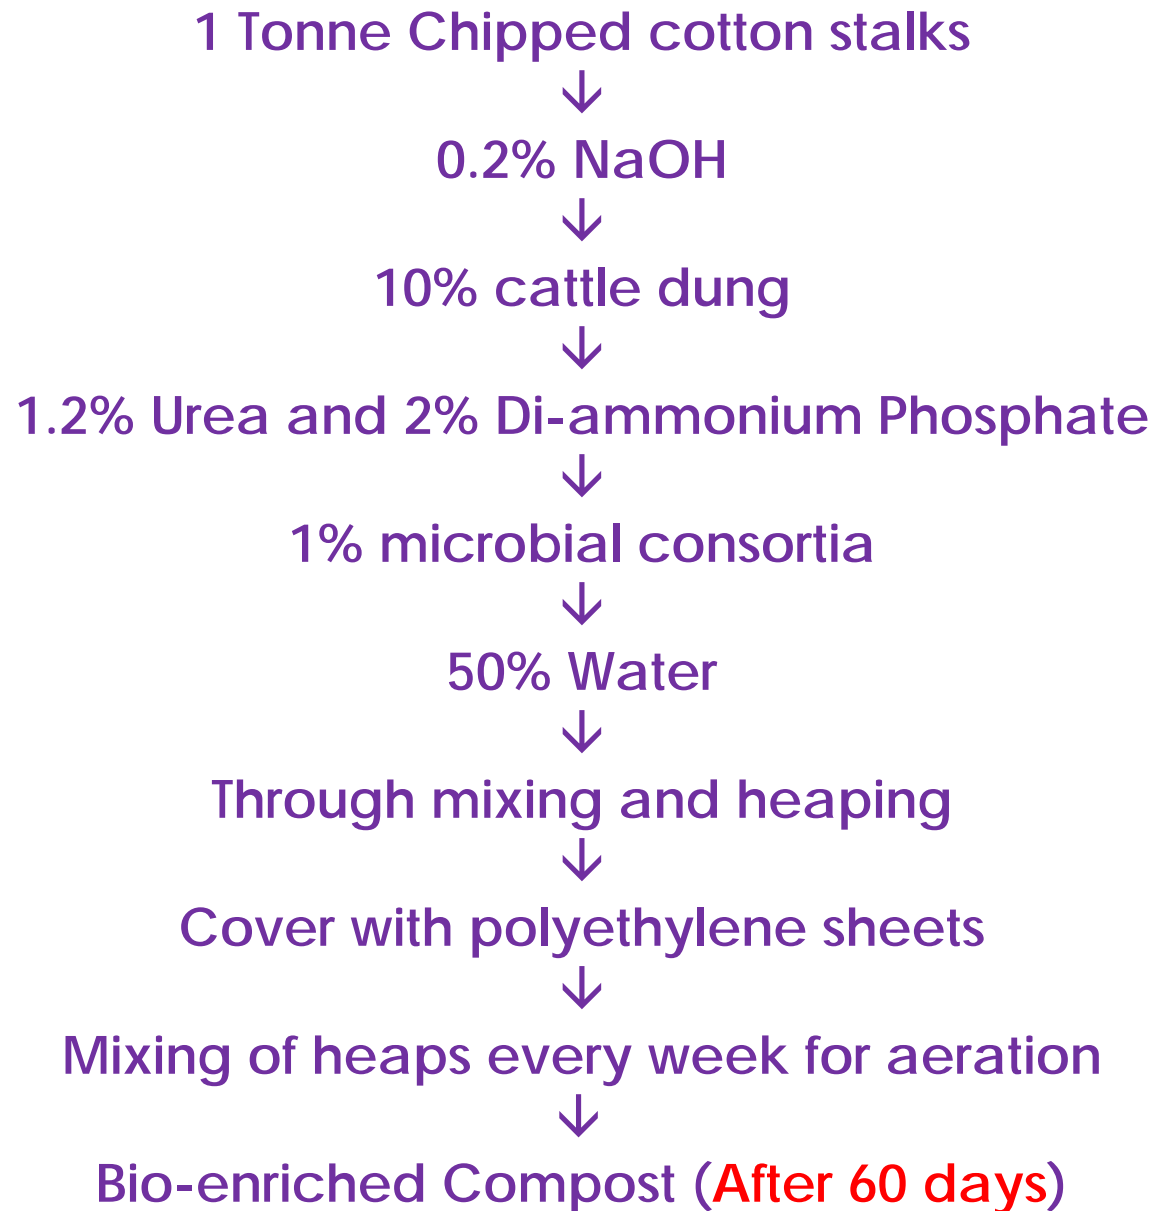 1 Tonne Chipped cotton stalks
↓
0.2% NaOH
↓
10% cattle dung
↓
1.2% Urea and 2% Di-ammonium Phosphate
↓
1% microbial consortia
↓
50% Water
↓
Through mixing and heaping
↓
Cover with polyethylene sheets
↓
Mixing of heaps every week for aeration
↓
Bio-enriched Compost (After 60 days)